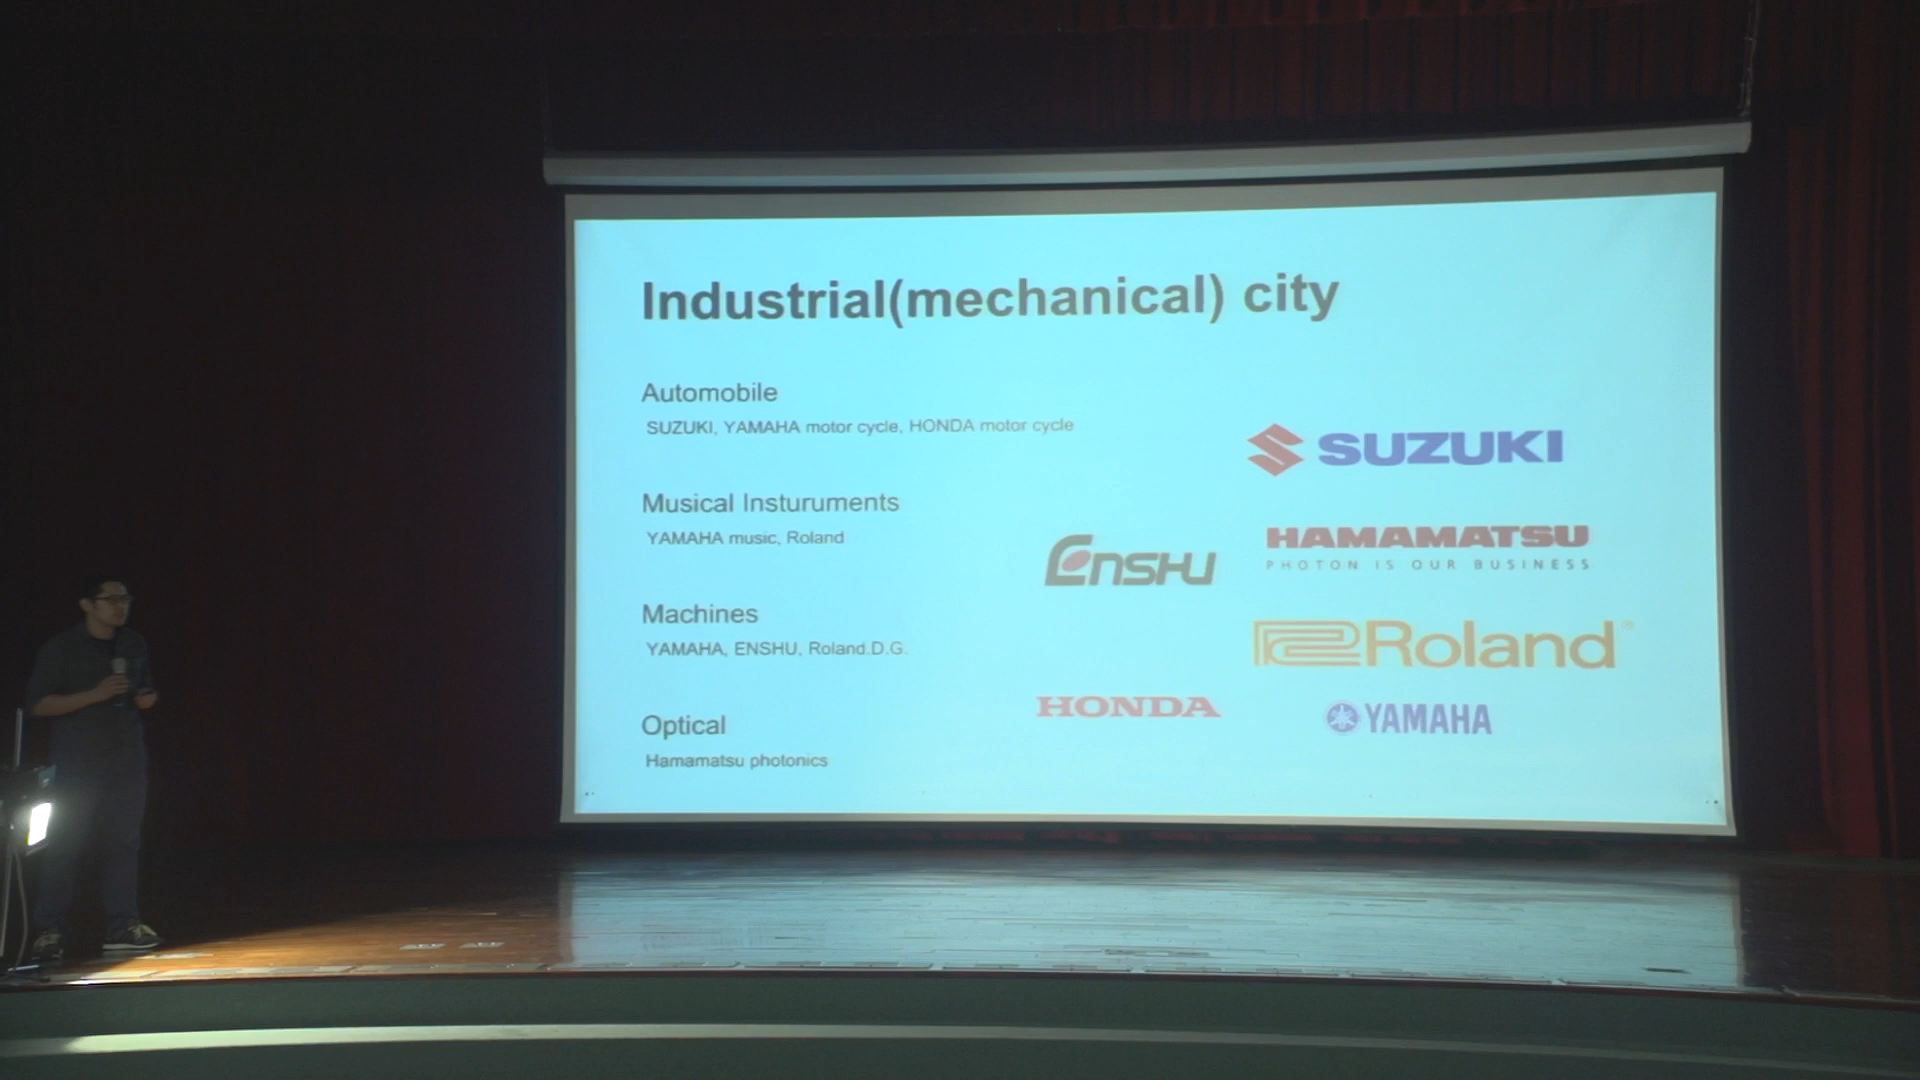 Industrial(mechanical) city
Automobile
SUZUKI, YAMAHA motor cycle, HONDA motor cycle
Musical Insturuments
YAMAHA music, Roland
Machines
YAMAHA, ENSHU, Roland.D.G.
Optical
Hamamatsu photonics
SUZUKI
ENSHU
HAMAMATSU
PHOTON IS OUR BUSINESS
Roland®
HONDA
YAMAHA